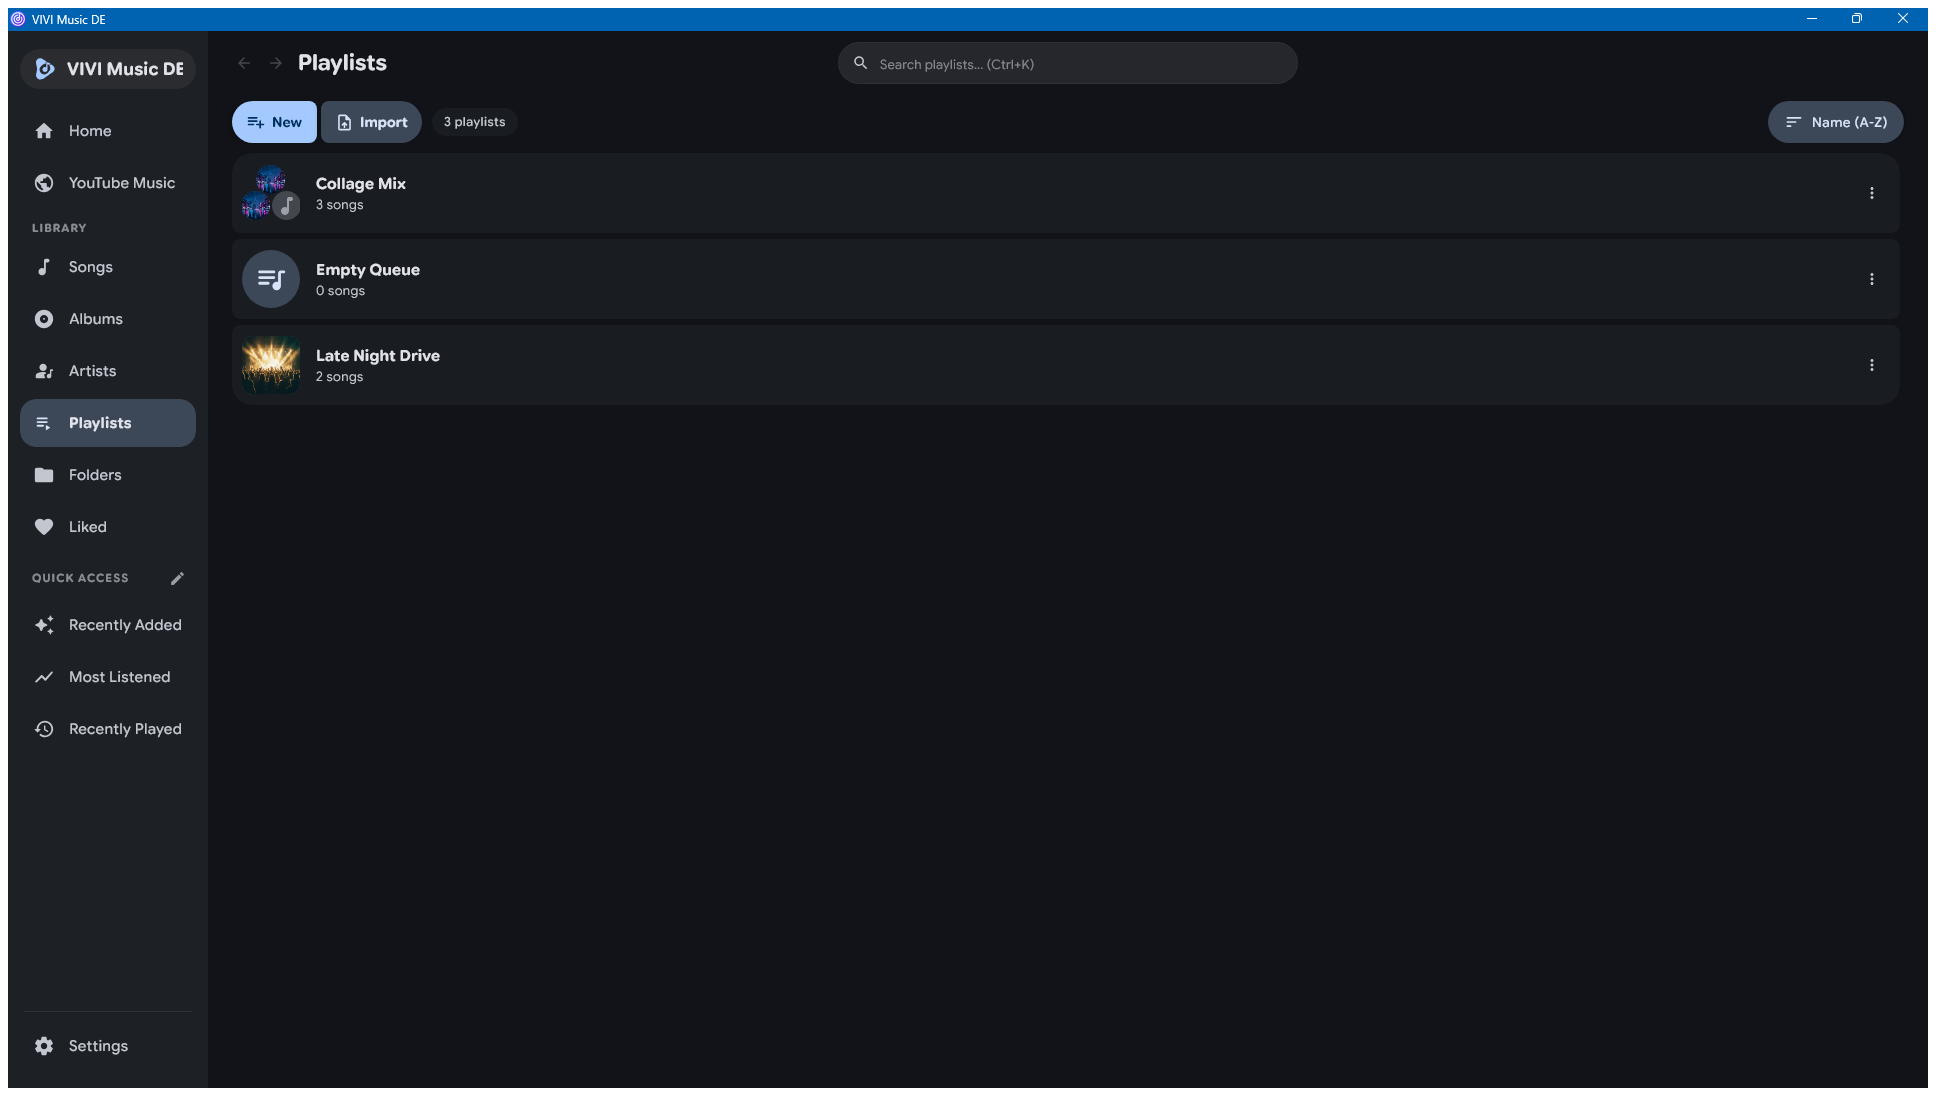 VIVI Music DE
VIVI Music DE
Home
YouTube Music
LIBRARY
Songs
Albums
Artists
Playlists
Folders
Liked
QUICK ACCESS
Recently Added
Most Listened
Recently Played
Settings
Playlists
Search playlists... (Ctrl+K)
New
Import
3 playlists
Name (A-Z)
Collage Mix
3 songs
Empty Queue
0 songs
Late Night Drive
2 songs